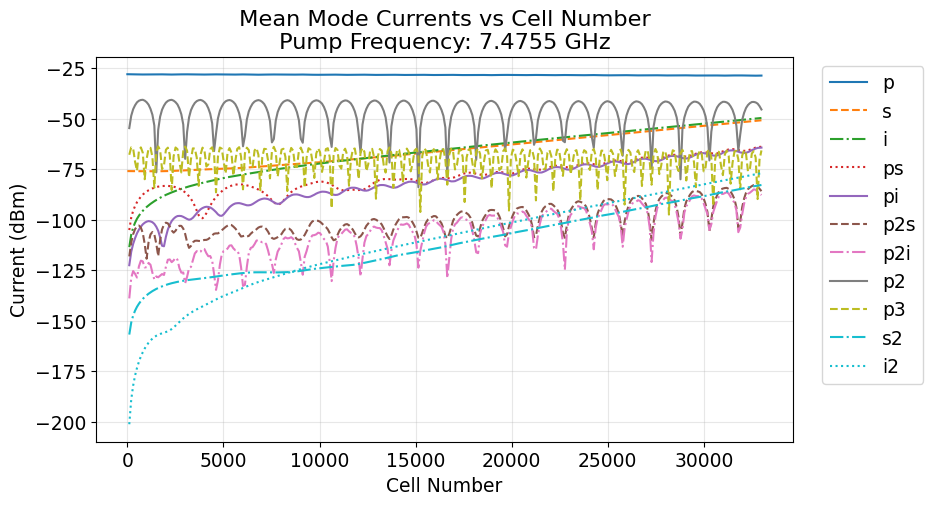 Mean Mode Currents vs Cell Number
Pump Frequency: 7.4755 GHz
Current (dBm)
−25
−50
−75
−100
−125
−150
−175
−200
0 5000 10000 15000 20000 25000 30000
Cell Number
p
s
i
ps
pi
p2s
p2i
p2
p3
s2
i2